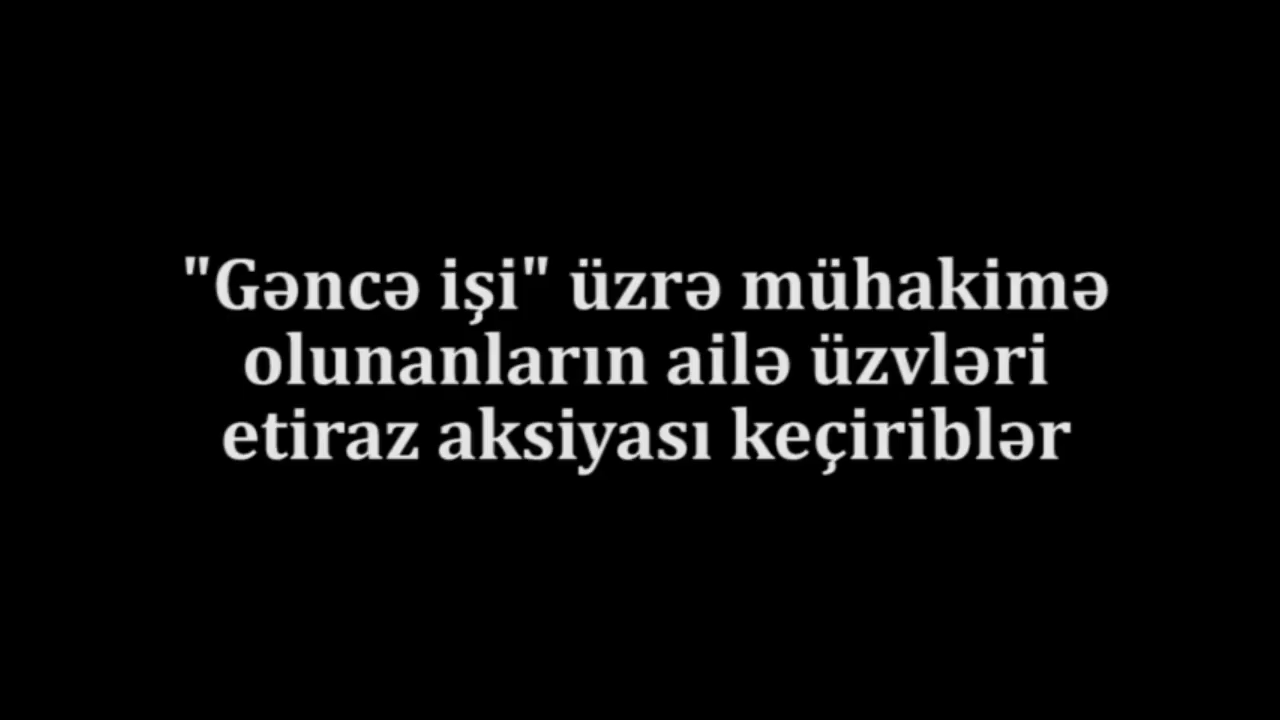 "Gəncə işi" üzrə mühakimə
olunanların ailə üzvləri
etiraz aksiyası keçiriblər